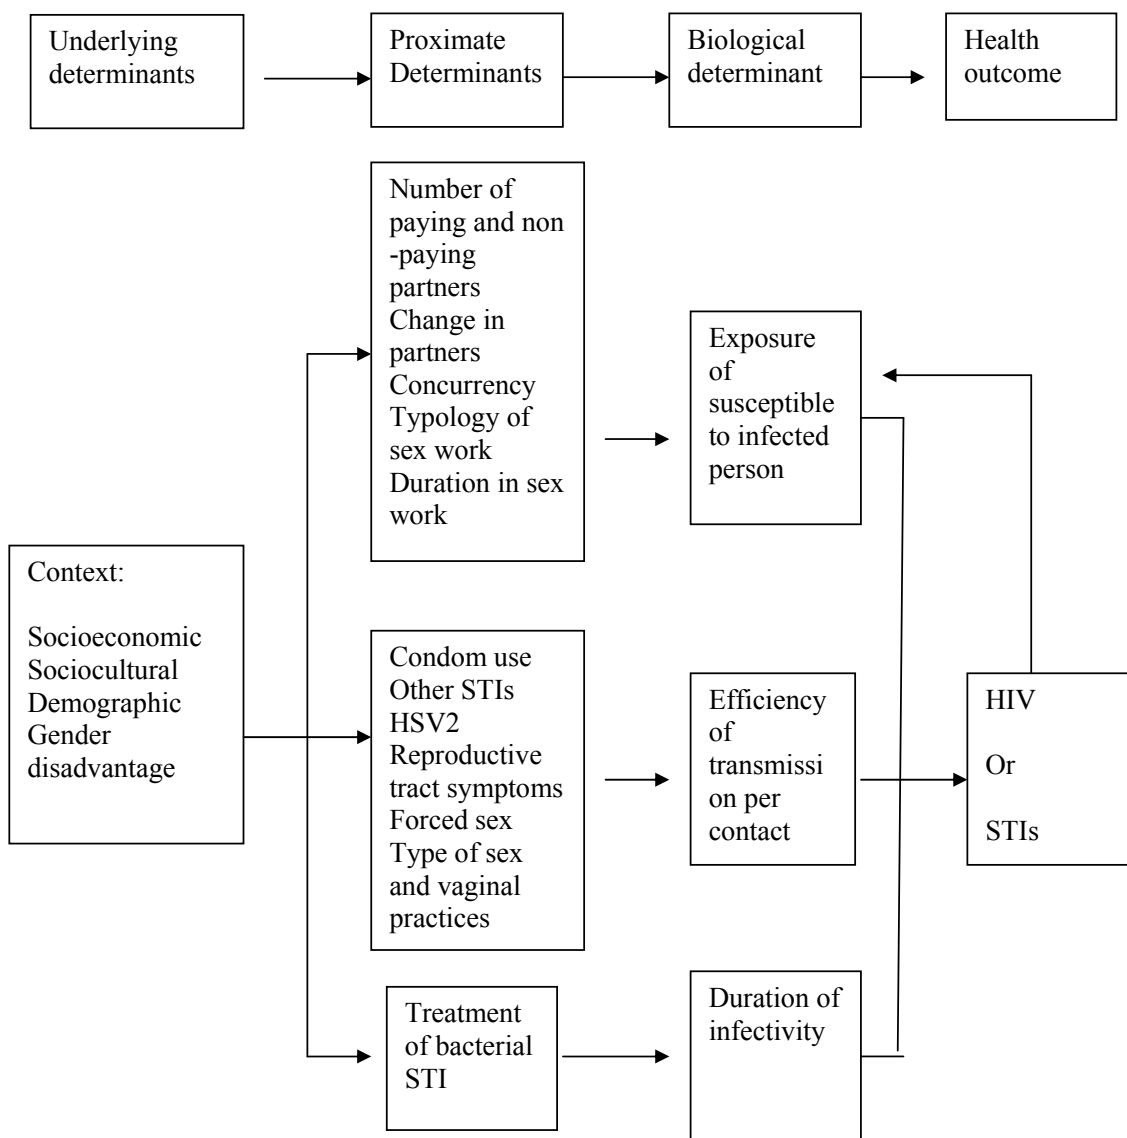 Underlying
determinants
Proximate
Determinants
Biological
determinant
Health
outcome
Number of
paying and non
-paying
partners
Change in
partners
Concurrency
Typology of
sex work
Duration in sex
work
Exposure
of
susceptible
to infected
person
Context:
Socioeconomic
Sociocultural
Demographic
Gender
disadvantage
Condom use
Other STIs
HSV2
Reproductive
tract symptoms
Forced sex
Type of sex
and vaginal
practices
Efficiency
of
transmissi
on per
contact
HIV
Or
STIs
Treatment
of bacterial
STI
Duration of
infectivity